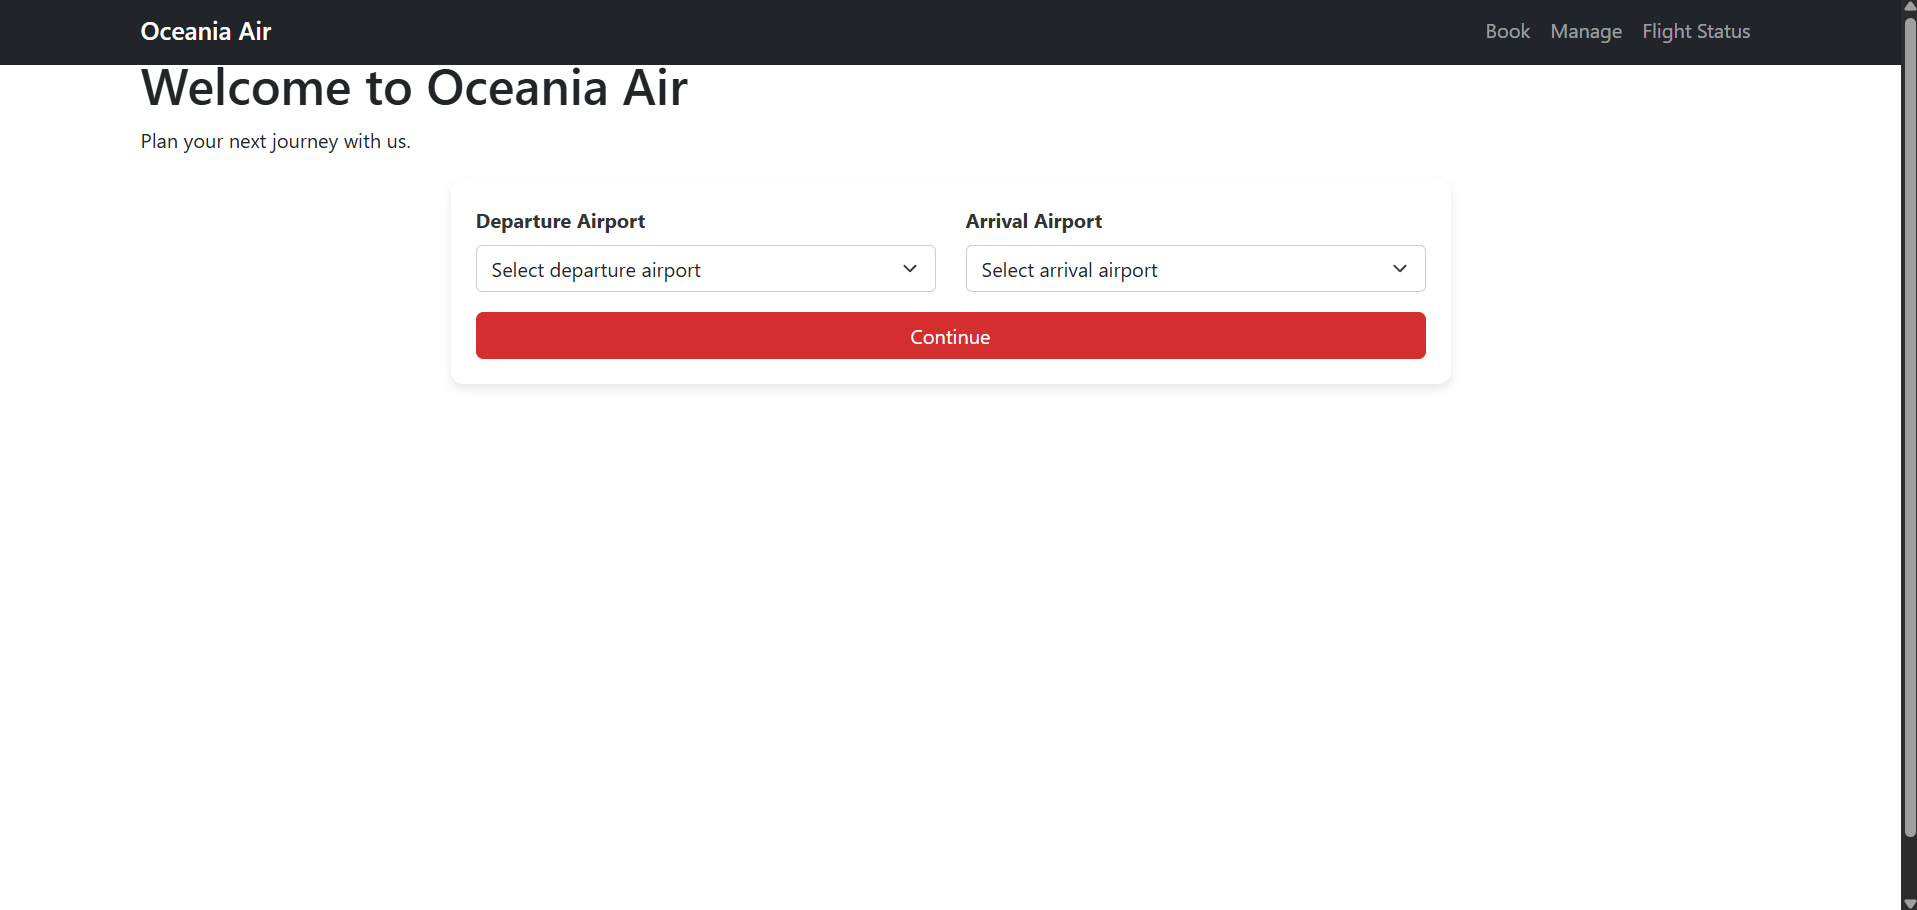 Oceania Air
Book Manage Flight Status
Welcome to Oceania Air
Plan your next journey with us.
Departure Airport
Select departure airport
Arrival Airport
Select arrival airport
Continue